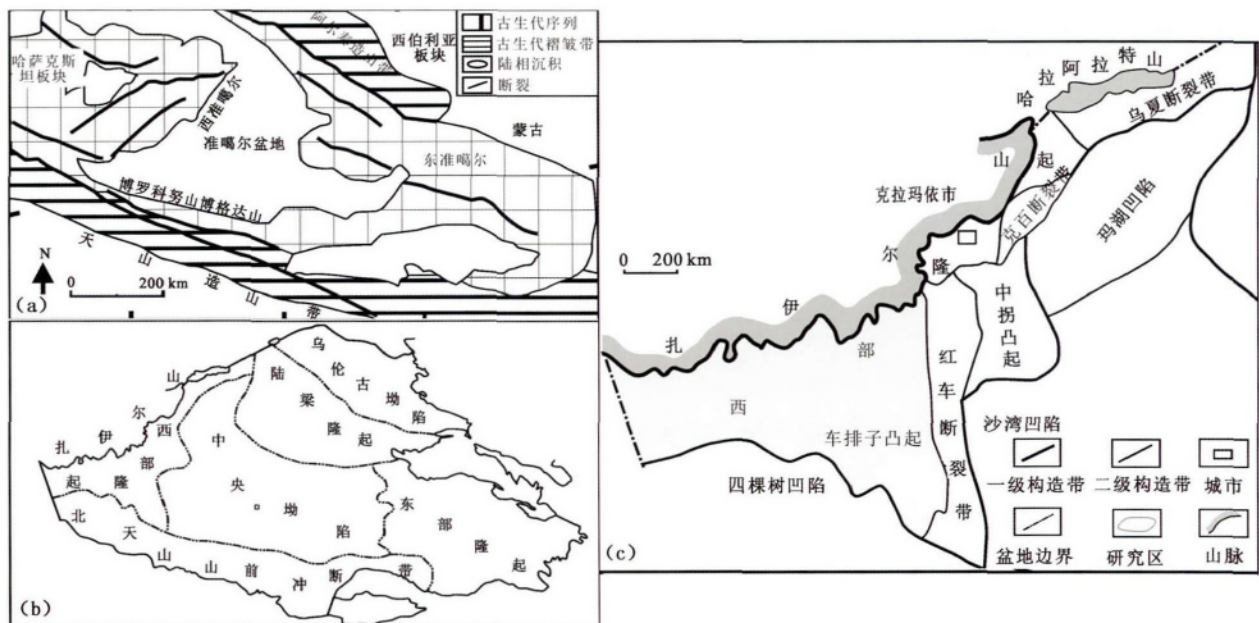 古生代序列
古生代褶皱带
陆相沉积
断裂
阿尔泰造山带
西伯利亚
板块
哈萨克斯
坦板块
西准噶尔
蒙古
准噶尔盆地
东准噶尔
博罗科努山博格达山
天山造山带
N
0 200 km
(a)
乌伦古坳陷
陆梁隆起
扎伊尔山
西部隆起
中央坳陷
东部隆起
北天山山前冲断带
(b)
哈拉阿拉特山
乌夏断裂带
克百断裂带
玛湖凹陷
克拉玛依市
扎伊尔山
0 200 km
西部隆起
中拐凸起
红车断裂带
车排子凸起
沙湾凹陷
四棵树凹陷
一级构造带
二级构造带
城市
盆地边界
研究区
山脉
(c)